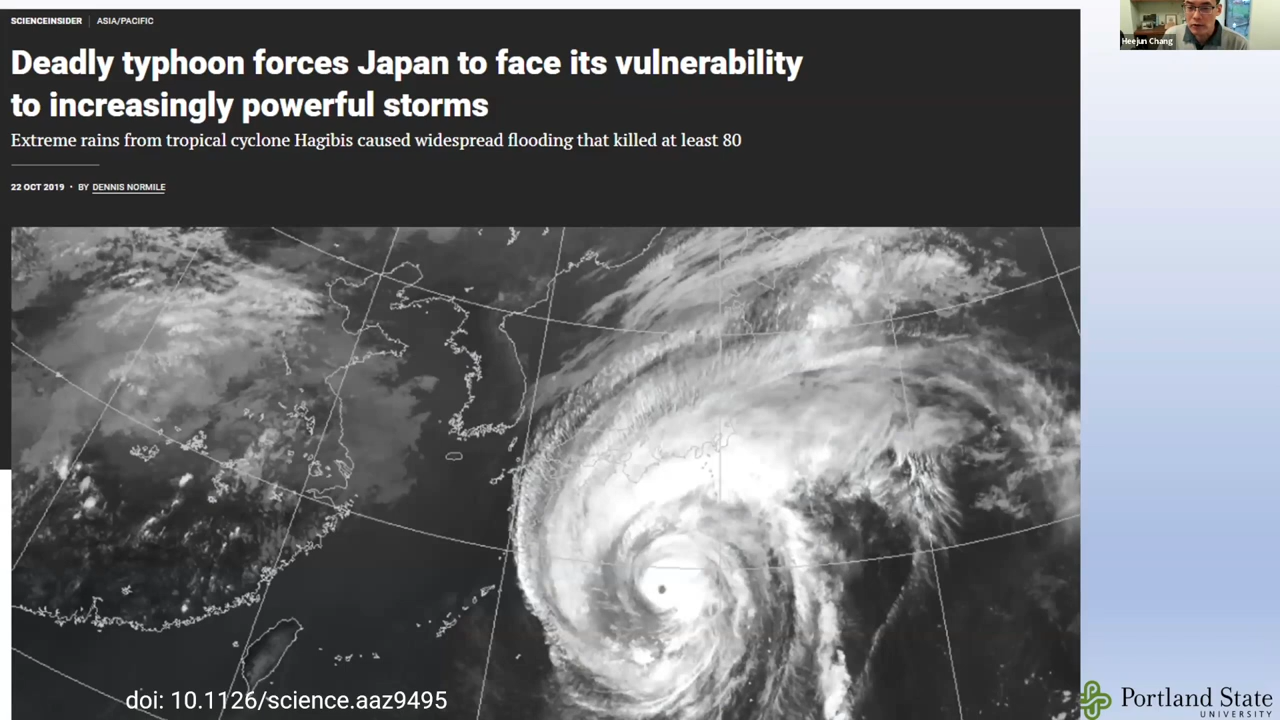 SCIENCEINSIDER | ASIA/PACIFIC
Deadly typhoon forces Japan to face its vulnerability
to increasingly powerful storms
Extreme rains from tropical cyclone Hagibis caused widespread flooding that killed at least 80
22 OCT 2019 • BY DENNIS NORMILE
Heejun Chang
doi: 10.1126/science.aaz9495
Portland State
UNIVERSITY